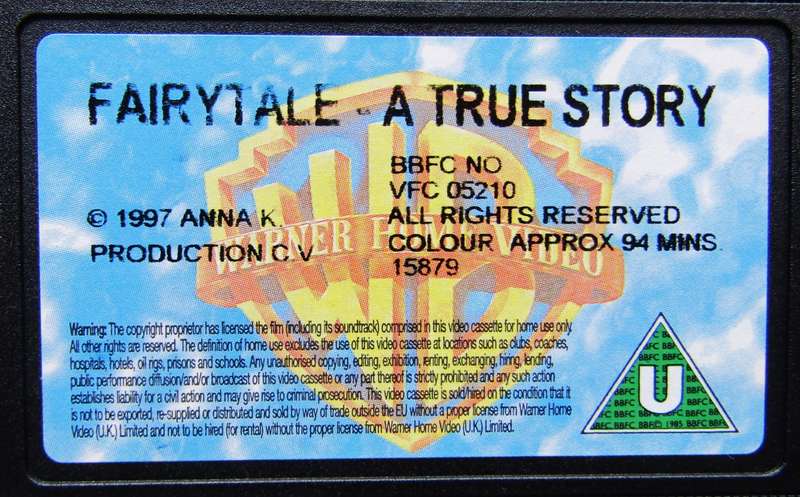 FAIRYTALE - A TRUE STORY
BBFC NO
VFC 05210
© 1997 ANNA K. ALL RIGHTS RESERVED
PRODUCTION C.V COLOUR APPROX 94 MINS.
15879
WB
WARNER HOME VIDEO
Warning: The copyright proprietor has licensed the film (including its soundtrack) comprised in this video cassette for home use only.
All other rights are reserved. The definition of home use excludes the use of this video cassette at locations such as clubs, coaches,
hospitals, hotels, oil rigs, prisons and schools. Any unauthorised copying, editing, exhibition, renting, exchanging, hiring, lending,
public performance diffusion/and/or broadcast of this video cassette or any part thereof is strictly prohibited and any such action
establishes liability for a civil action and may give rise to criminal prosecution. This video cassette is sold/hired on the condition that it
is not to be exported, re-supplied or distributed and sold by way of trade outside the EU without a proper license from Warner Home
Video (U.K.) Limited and not to be hired (for rental) without the proper license from Warner Home Video (U.K.) Limited.
U
BBFC BBFC BBFC © 1985 BBFC